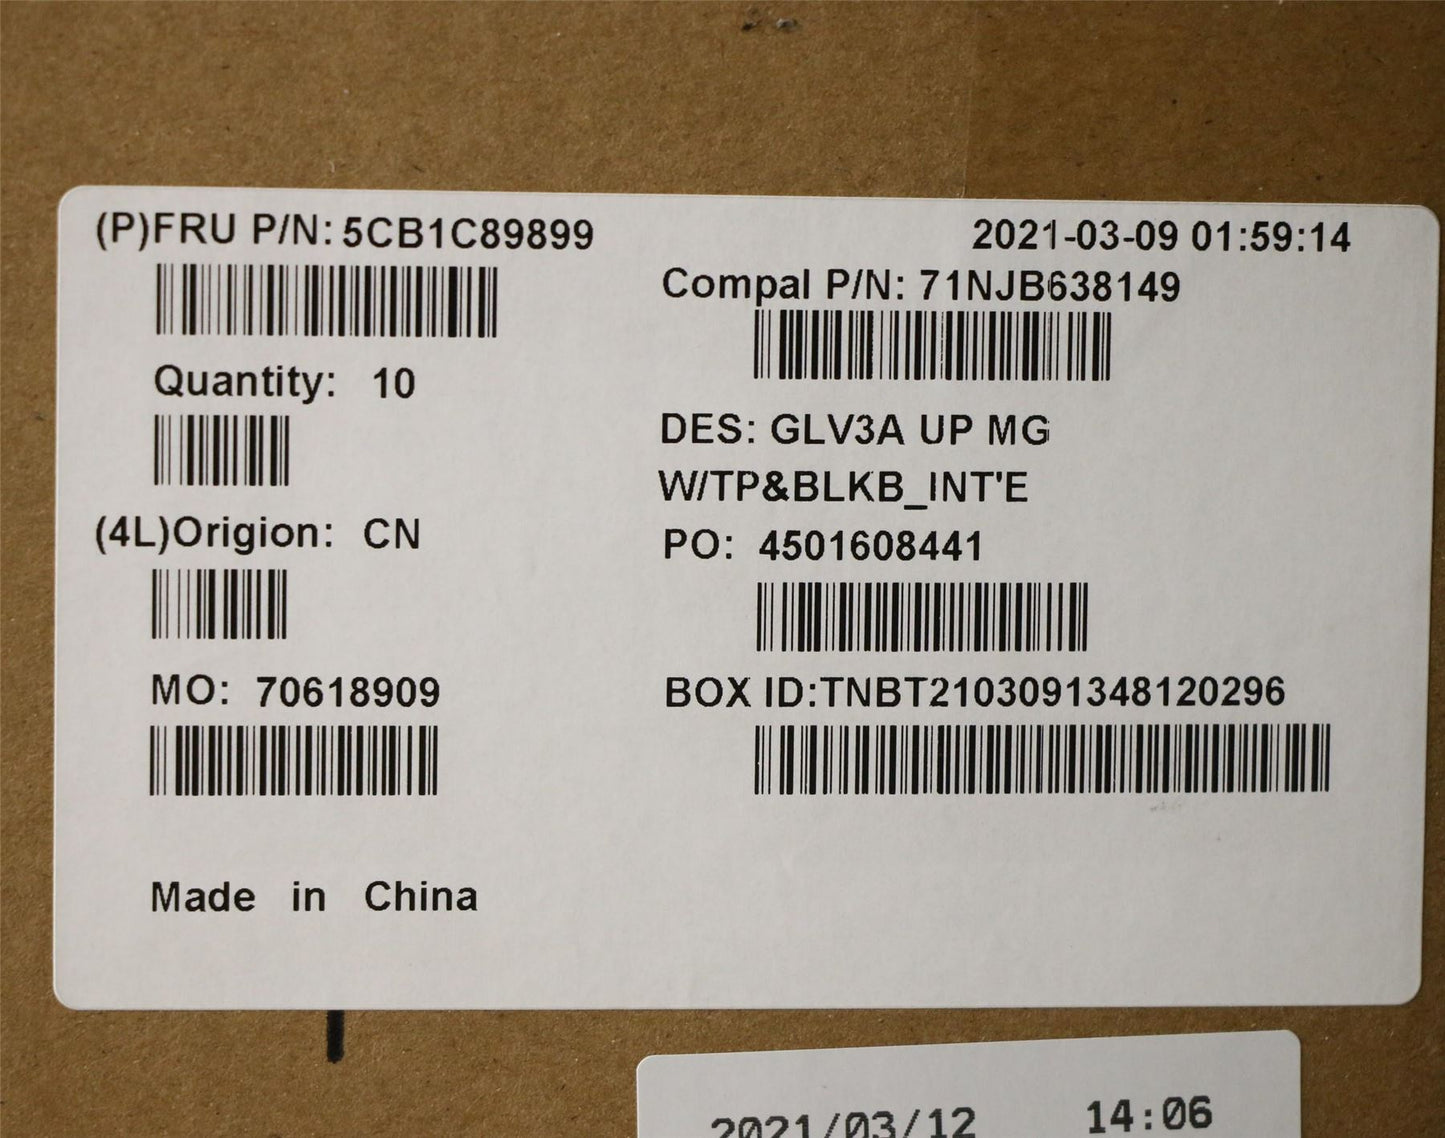 (P)FRU P/N: 5CB1C89899
2021-03-09 01:59:14
Compal P/N: 71NJB638149
Quantity: 10
DES: GLV3A UP MG
W/TP&BLKB_INT'E
(4L)Origion: CN
PO: 4501608441
MO: 70618909
BOX ID:TNBT2103091348120296
Made in China
2021/03/12 14:06